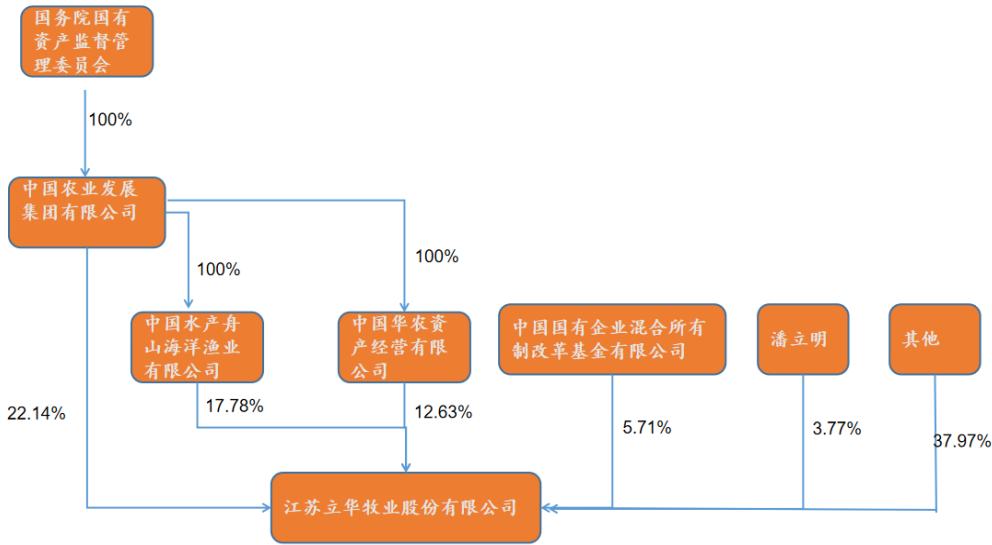 国务院国有
资产监督管
理委员会
100%
中国农业发展
集团有限公司
100%
100%
中国水产舟
山海洋渔业
有限公司
中国华农资
产经营有限
公司
中国国有企业混合所有
制改革基金有限公司
潘立明
其他
22.14%
17.78%
12.63%
5.71%
3.77%
37.97%
江苏立华牧业股份有限公司